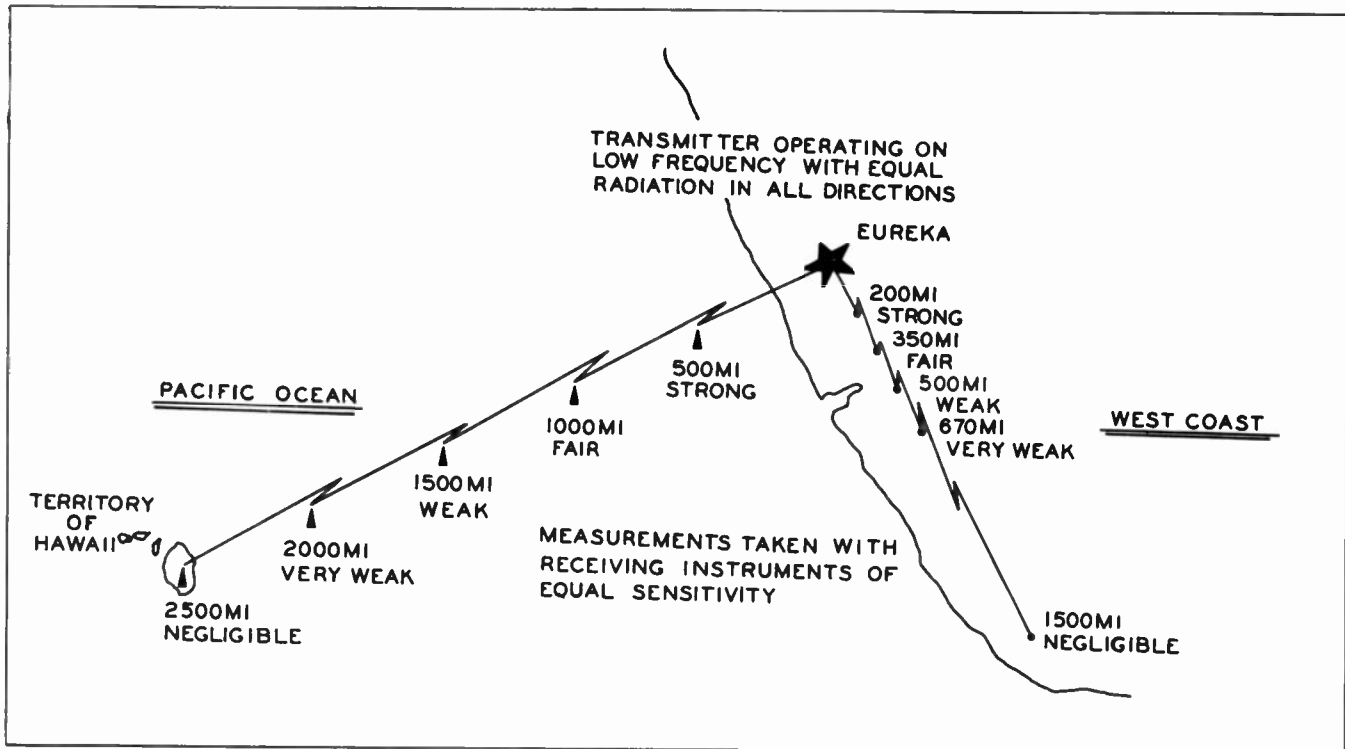 TRANSMITTER OPERATING ON
LOW FREQUENCY WITH EQUAL
RADIATION IN ALL DIRECTIONS
EUREKA
200MI
STRONG
350MI
FAIR
500MI
WEAK
670MI
VERY WEAK
WEST COAST
1500MI
NEGLIGIBLE
500MI
STRONG
1000MI
FAIR
1500MI
WEAK
2000MI
VERY WEAK
2500MI
NEGLIGIBLE
PACIFIC OCEAN
TERRITORY
OF
HAWAII
MEASUREMENTS TAKEN WITH
RECEIVING INSTRUMENTS OF
EQUAL SENSITIVITY